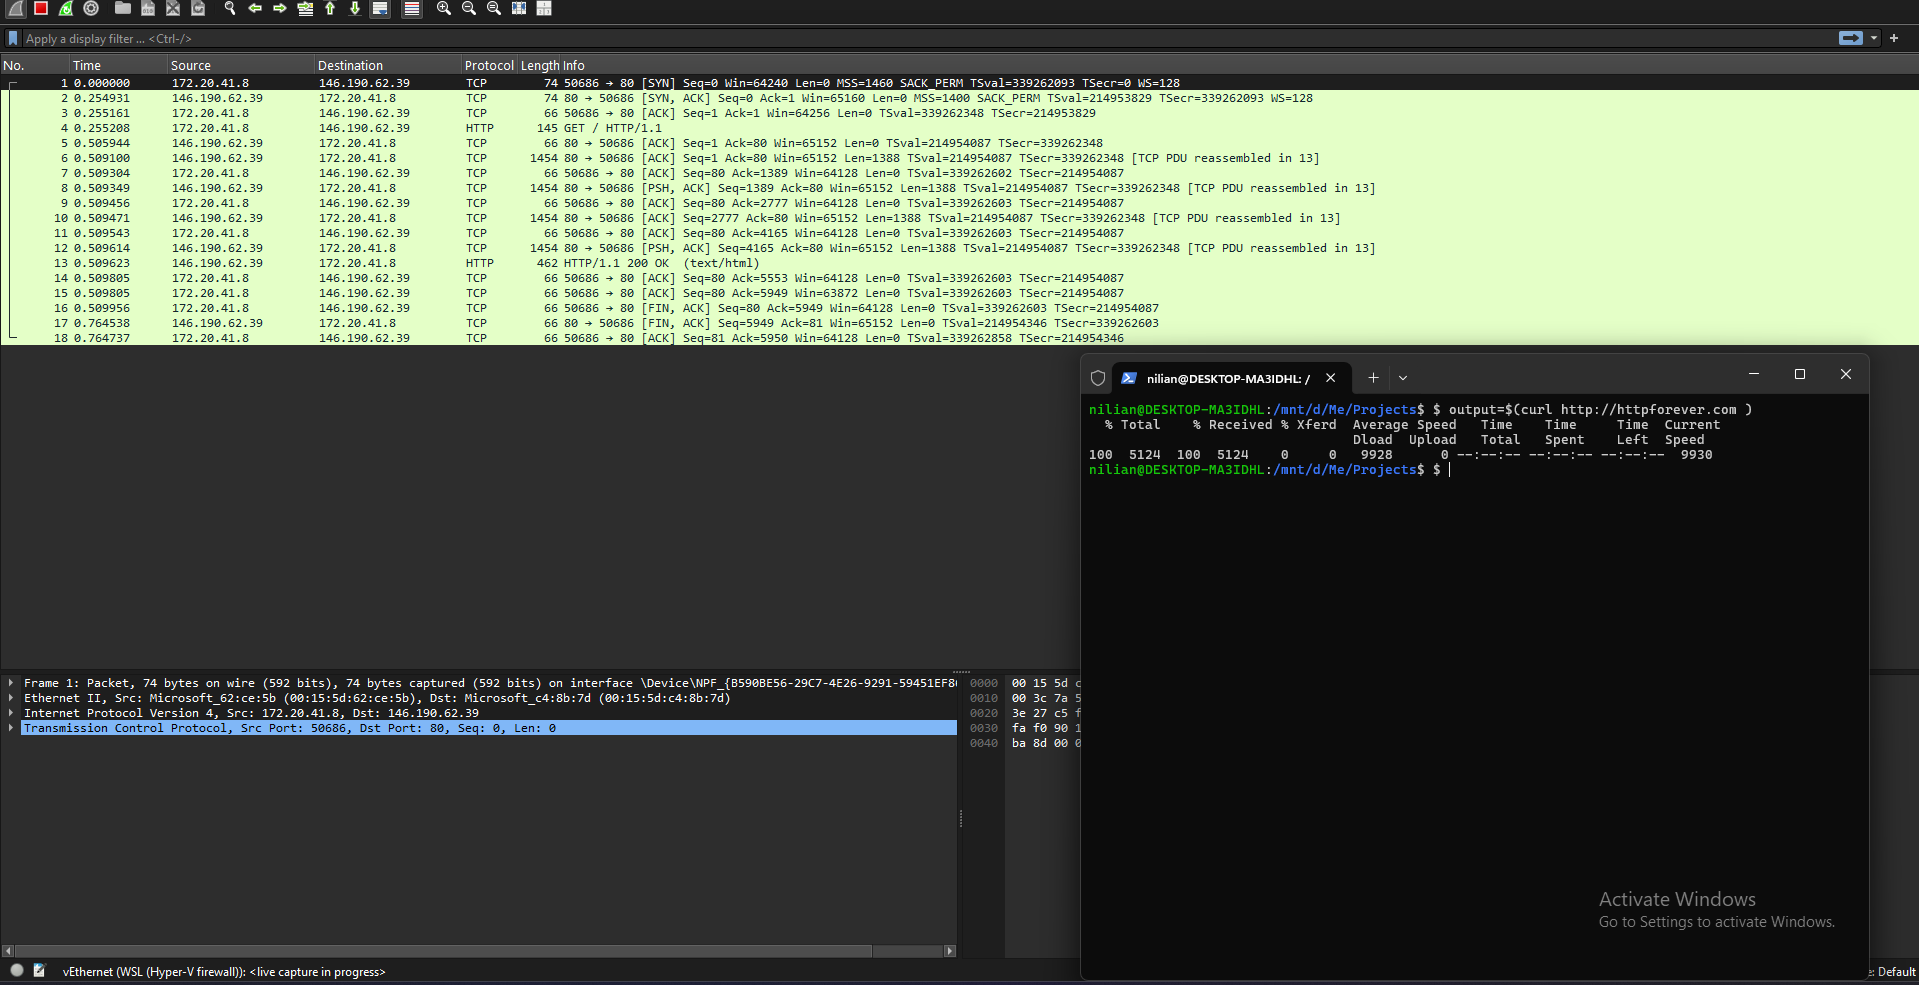 Apply a display filter ... <Ctrl-/>
No. Time Source Destination Protocol Length Info
1 0.000000 172.20.41.8 146.190.62.39 TCP 74 50686 → 80 [SYN] Seq=0 Win=64240 Len=0 MSS=1460 SACK_PERM TSval=339262093 TSecr=0 WS=128
2 0.254931 146.190.62.39 172.20.41.8 TCP 74 80 → 50686 [SYN, ACK] Seq=0 Ack=1 Win=65160 Len=0 MSS=1400 SACK_PERM TSval=214953829 TSecr=339262093 WS=128
3 0.255161 172.20.41.8 146.190.62.39 TCP 66 50686 → 80 [ACK] Seq=1 Ack=1 Win=64256 Len=0 TSval=339262348 TSecr=214953829
4 0.255208 172.20.41.8 146.190.62.39 HTTP 145 GET / HTTP/1.1
5 0.505944 146.190.62.39 172.20.41.8 TCP 66 80 → 50686 [ACK] Seq=1 Ack=80 Win=65152 Len=0 TSval=214954087 TSecr=339262348
6 0.509100 146.190.62.39 172.20.41.8 TCP 1454 80 → 50686 [ACK] Seq=1 Ack=80 Win=65152 Len=1388 TSval=214954087 TSecr=339262348 [TCP PDU reassembled in 13]
7 0.509304 172.20.41.8 146.190.62.39 TCP 66 50686 → 80 [ACK] Seq=80 Ack=1389 Win=64128 Len=0 TSval=339262602 TSecr=214954087
8 0.509349 146.190.62.39 172.20.41.8 TCP 1454 80 → 50686 [PSH, ACK] Seq=1389 Ack=80 Win=65152 Len=1388 TSval=214954087 TSecr=339262348 [TCP PDU reassembled in 13]
9 0.509456 172.20.41.8 146.190.62.39 TCP 66 50686 → 80 [ACK] Seq=80 Ack=2777 Win=64128 Len=0 TSval=339262603 TSecr=214954087
10 0.509471 146.190.62.39 172.20.41.8 TCP 1454 80 → 50686 [ACK] Seq=2777 Ack=80 Win=65152 Len=1388 TSval=214954087 TSecr=339262348 [TCP PDU reassembled in 13]
11 0.509543 172.20.41.8 146.190.62.39 TCP 66 50686 → 80 [ACK] Seq=80 Ack=4165 Win=64128 Len=0 TSval=339262603 TSecr=214954087
12 0.509614 146.190.62.39 172.20.41.8 TCP 1454 80 → 50686 [PSH, ACK] Seq=4165 Ack=80 Win=65152 Len=1388 TSval=214954087 TSecr=339262348 [TCP PDU reassembled in 13]
13 0.509623 146.190.62.39 172.20.41.8 HTTP 462 HTTP/1.1 200 OK (text/html)
14 0.509805 172.20.41.8 146.190.62.39 TCP 66 50686 → 80 [ACK] Seq=80 Ack=5553 Win=64128 Len=0 TSval=339262603 TSecr=214954087
15 0.509805 172.20.41.8 146.190.62.39 TCP 66 50686 → 80 [ACK] Seq=80 Ack=5949 Win=63872 Len=0 TSval=339262603 TSecr=214954087
16 0.509956 172.20.41.8 146.190.62.39 TCP 66 50686 → 80 [FIN, ACK] Seq=80 Ack=5949 Win=64128 Len=0 TSval=339262603 TSecr=214954087
17 0.764538 146.190.62.39 172.20.41.8 TCP 66 80 → 50686 [FIN, ACK] Seq=5949 Ack=81 Win=65152 Len=0 TSval=214954346 TSecr=339262603
18 0.764737 172.20.41.8 146.190.62.39 TCP 66 50686 → 80 [ACK] Seq=81 Ack=5950 Win=64128 Len=0 TSval=339262858 TSecr=214954346
nilian@DESKTOP-MA3IDHL: /
nilian@DESKTOP-MA3IDHL:/mnt/d/Me/Projects$ $ output=$(curl http://httpforever.com )
% Total % Received % Xferd Average Speed Time Time Time Current
Dload Upload Total Spent Left Speed
100 5124 100 5124 0 0 9928 0 --:--:-- --:--:-- --:--:-- 9930
nilian@DESKTOP-MA3IDHL:/mnt/d/Me/Projects$ $
Frame 1: Packet, 74 bytes on wire (592 bits), 74 bytes captured (592 bits) on interface \Device\NPF_{B590BE56-29C7-4E26-9291-59451EF8
Ethernet II, Src: Microsoft_62:ce:5b (00:15:5d:62:ce:5b), Dst: Microsoft_c4:8b:7d (00:15:5d:c4:8b:7d)
Internet Protocol Version 4, Src: 172.20.41.8, Dst: 146.190.62.39
Transmission Control Protocol, Src Port: 50686, Dst Port: 80, Seq: 0, Len: 0
0000 00 15 5d c
0010 00 3c 7a 5
0020 3e 27 c5 f
0030 fa f0 90 1
0040 ba 8d 00 0
Activate Windows
Go to Settings to activate Windows.
vEthernet (WSL (Hyper-V firewall)): <live capture in progress>
e: Default